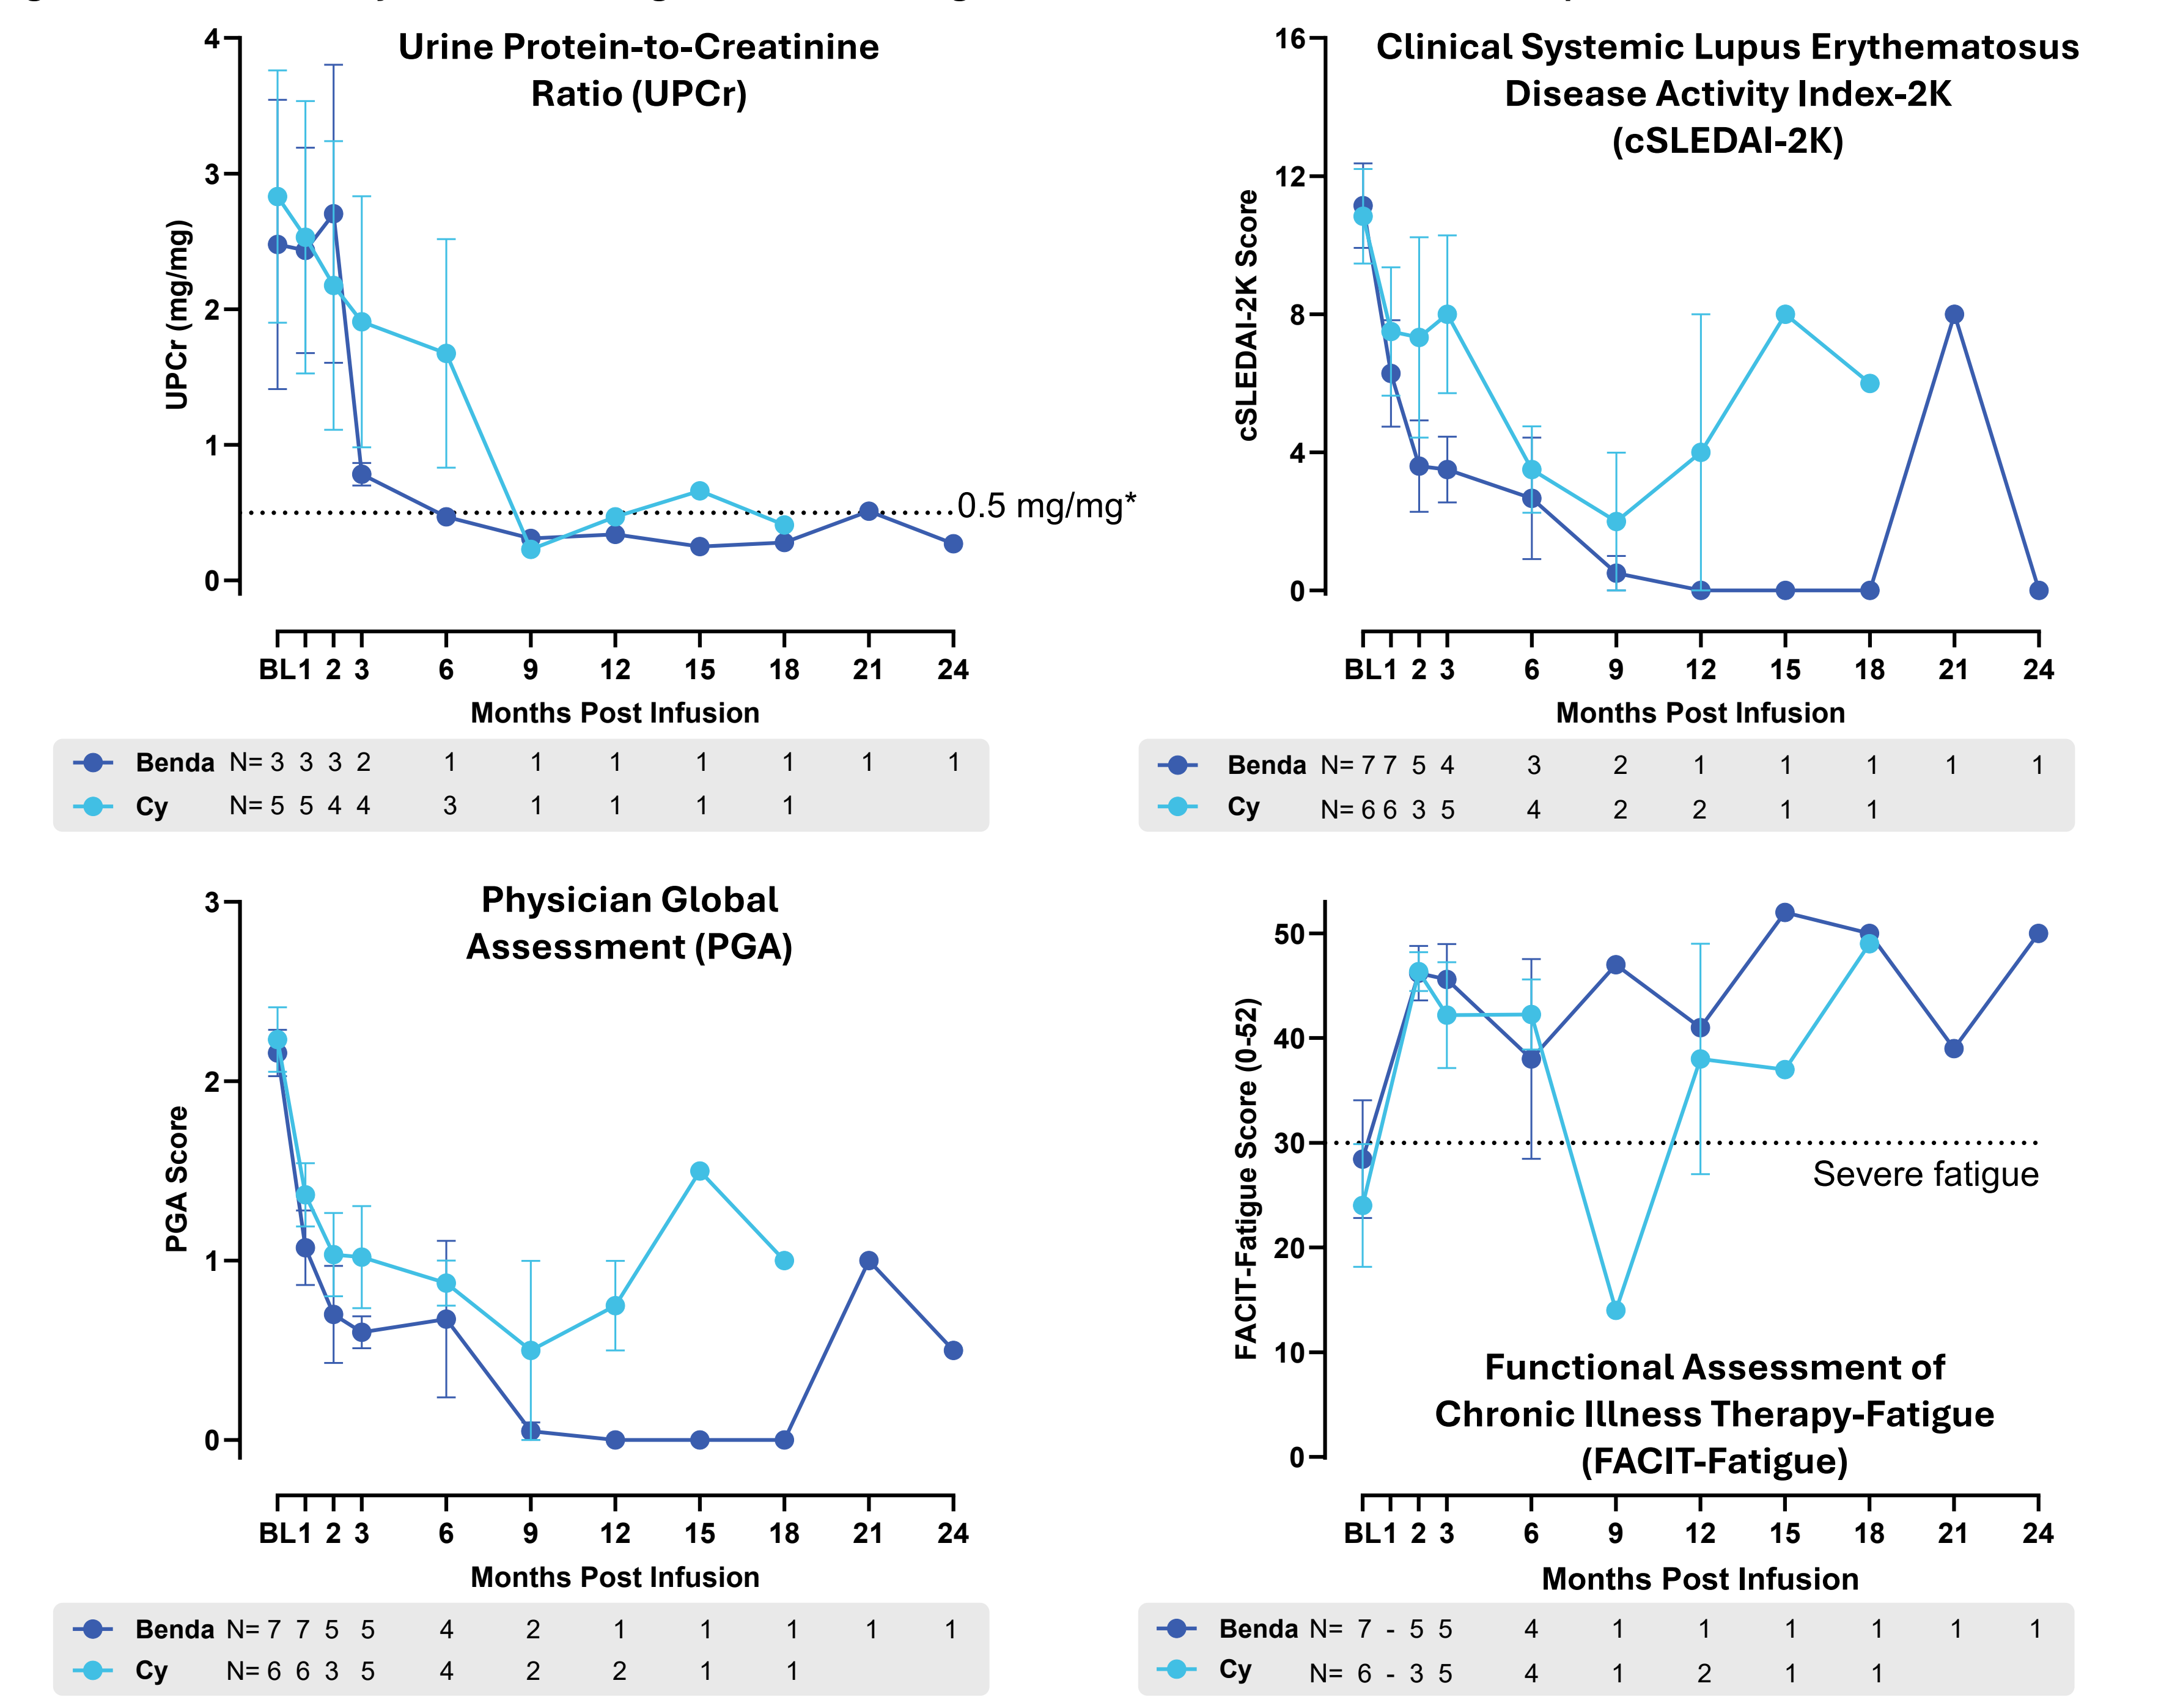 Urine Protein-to-Creatinine
Ratio (UPCr)
4
3
2
1
0
UPCr (mg/mg)
0.5 mg/mg*
BL 1 2 3 6 9 12 15 18 21 24
Months Post Infusion
Benda N= 3 3 3 2 1 1 1 1 1 1 1
Cy N= 5 5 4 4 3 1 1 1 1
Clinical Systemic Lupus Erythematosus
Disease Activity Index-2K
(cSLEDAI-2K)
16
12
8
4
0
cSLEDAI-2K Score
BL 1 2 3 6 9 12 15 18 21 24
Months Post Infusion
Benda N= 7 7 5 4 3 2 1 1 1 1 1
Cy N= 6 6 3 5 4 2 2 1 1
Physician Global
Assessment (PGA)
3
2
1
0
PGA Score
BL 1 2 3 6 9 12 15 18 21 24
Months Post Infusion
Benda N= 7 7 5 5 4 2 1 1 1 1 1
Cy N= 6 6 3 5 4 2 2 1 1
50
40
30
20
10
0
FACIT-Fatigue Score (0-52)
Severe fatigue
Functional Assessment of
Chronic Illness Therapy-Fatigue
(FACIT-Fatigue)
BL 1 2 3 6 9 12 15 18 21 24
Months Post Infusion
Benda N= 7 - 5 5 4 1 1 1 1 1 1
Cy N= 6 - 3 5 4 1 2 1 1